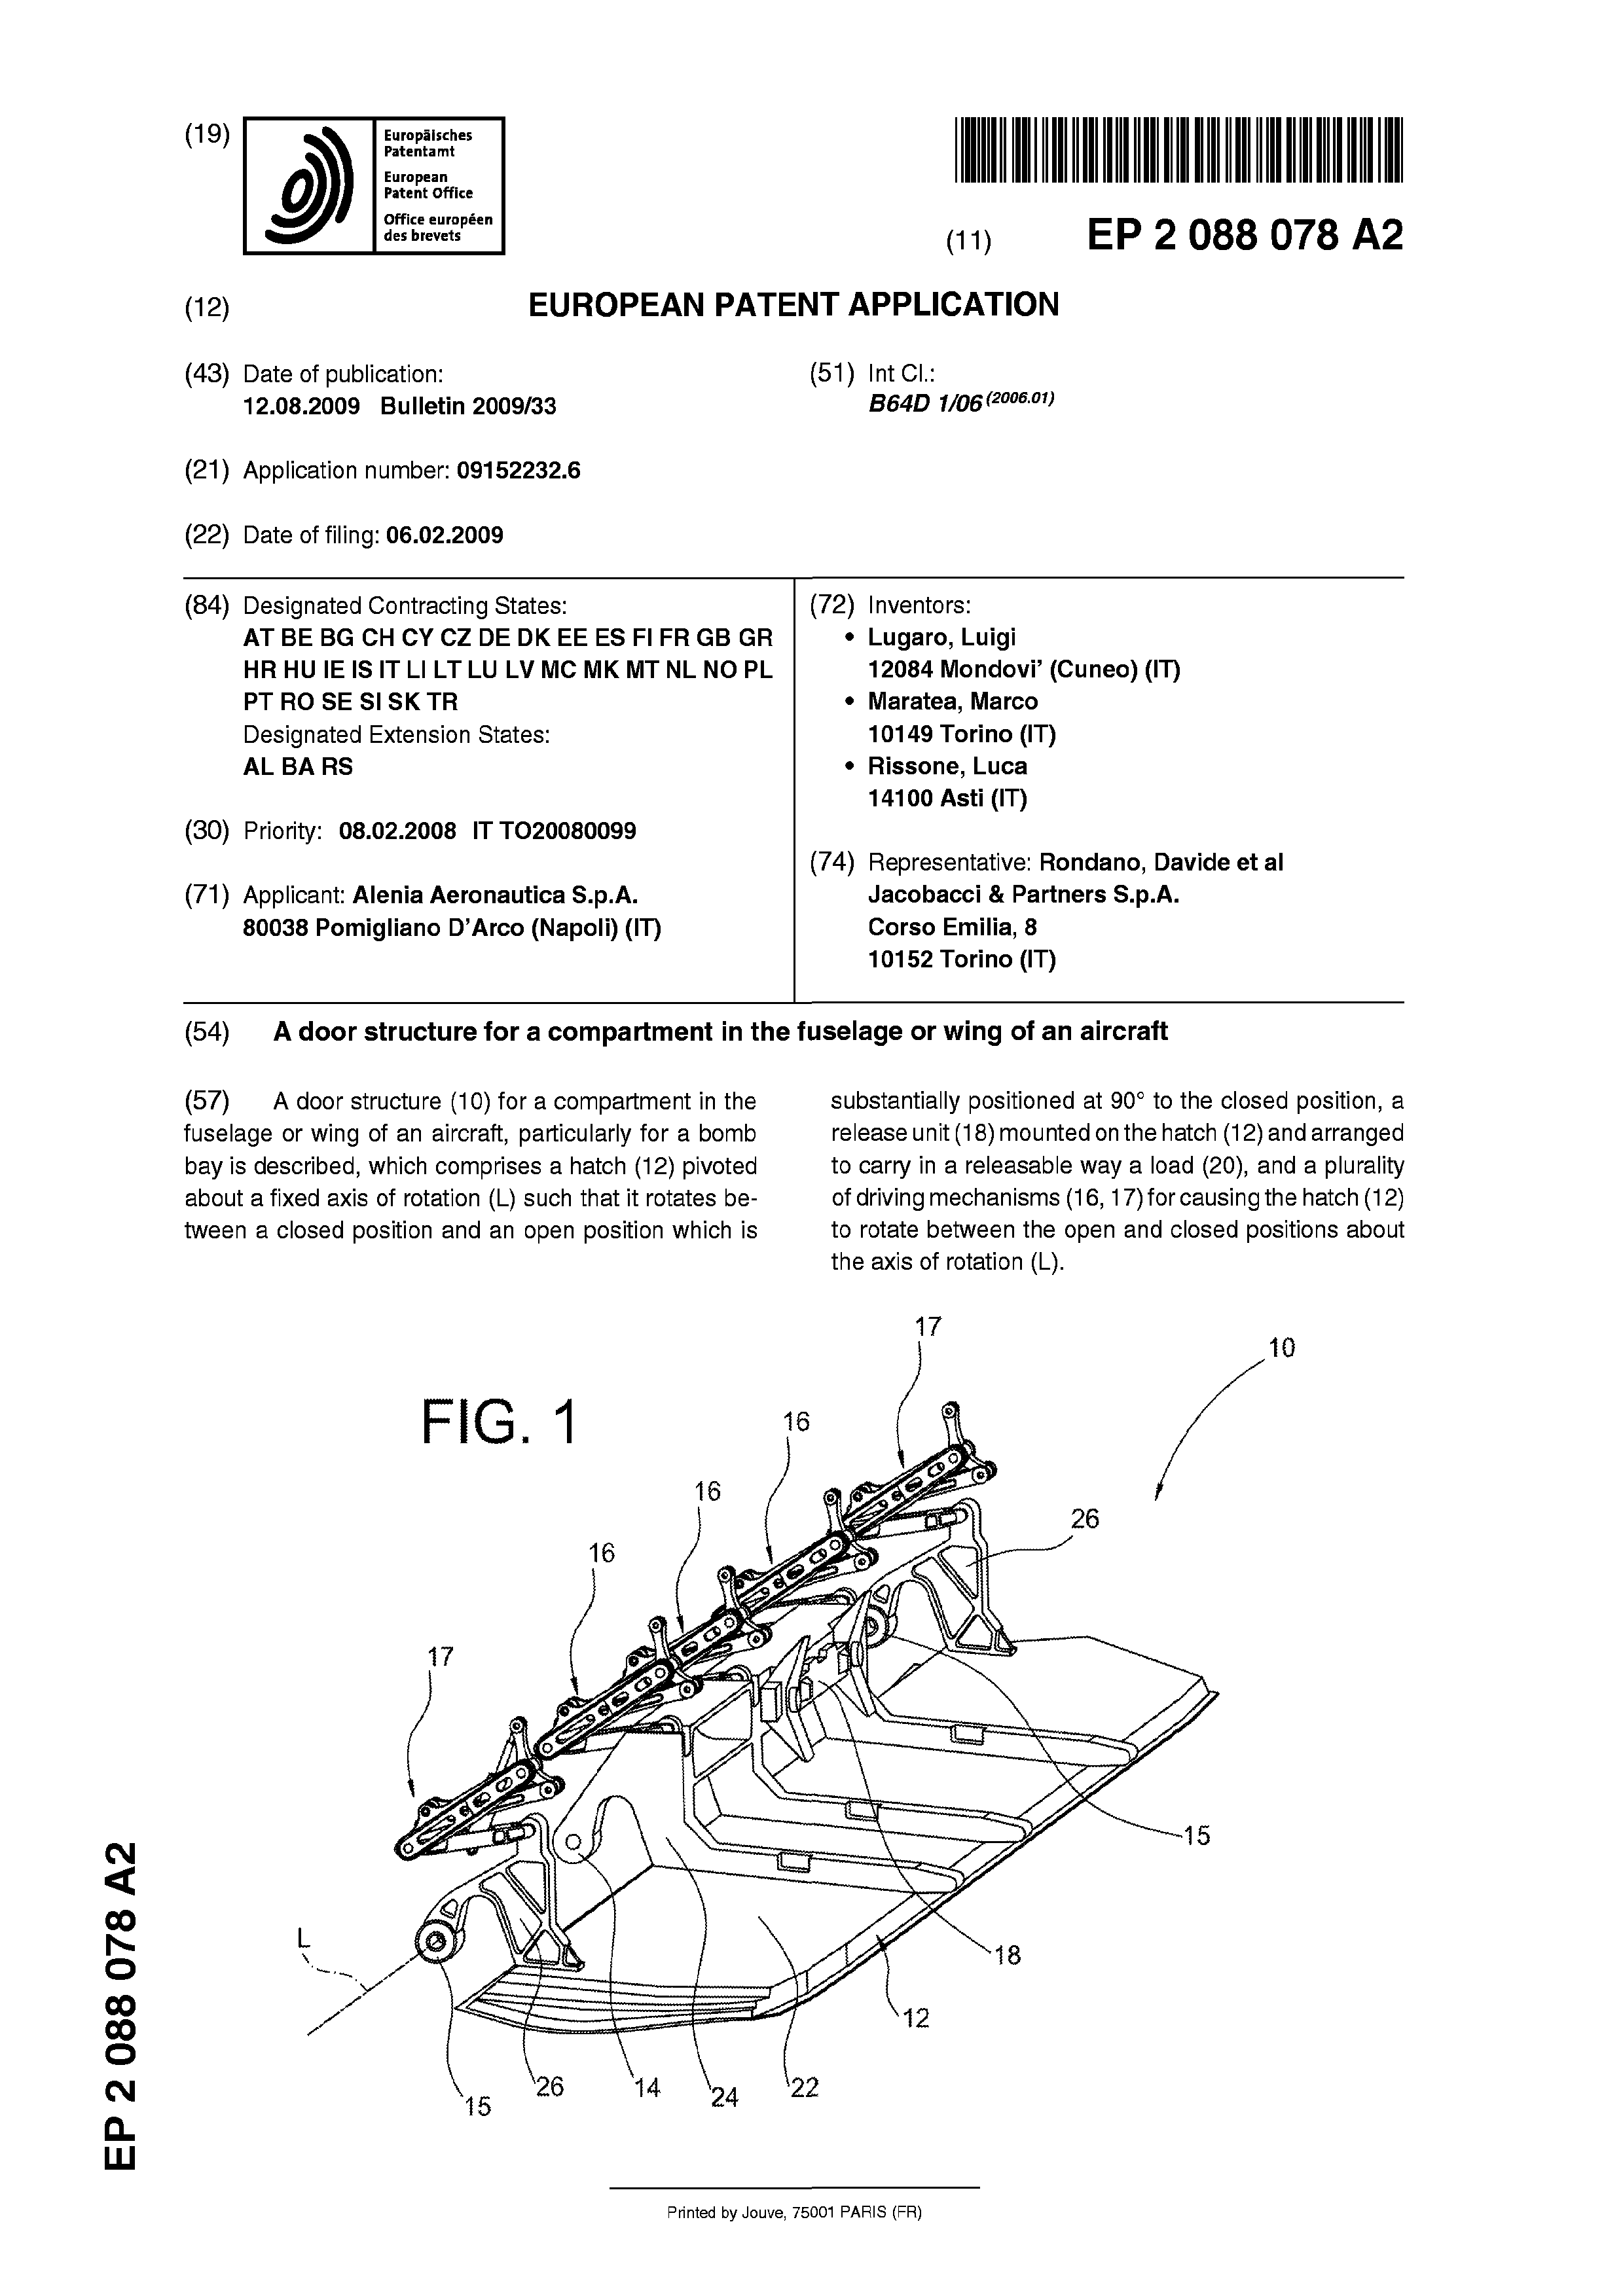 (19)
Europäisches
Patentamt
European
Patent Office
Office européen
des brevets
(11) EP 2 088 078 A2
(12) EUROPEAN PATENT APPLICATION
(43) Date of publication:
12.08.2009 Bulletin 2009/33
(51) Int Cl.:
B64D 1/06 (2006.01)
(21) Application number: 09152232.6
(22) Date of filing: 06.02.2009
(84) Designated Contracting States:
AT BE BG CH CY CZ DE DK EE ES FI FR GB GR
HR HU IE IS IT LI LT LU LV MC MK MT NL NO PL
PT RO SE SI SK TR
Designated Extension States:
AL BA RS
(30) Priority: 08.02.2008 IT TO20080099
(71) Applicant: Alenia Aeronautica S.p.A.
80038 Pomigliano D'Arco (Napoli) (IT)
(72) Inventors:
• Lugaro, Luigi
12084 Mondovi' (Cuneo) (IT)
• Maratea, Marco
10149 Torino (IT)
• Rissone, Luca
14100 Asti (IT)
(74) Representative: Rondano, Davide et al
Jacobacci & Partners S.p.A.
Corso Emilia, 8
10152 Torino (IT)
(54) A door structure for a compartment in the fuselage or wing of an aircraft
(57) A door structure (10) for a compartment in the
fuselage or wing of an aircraft, particularly for a bomb
bay is described, which comprises a hatch (12) pivoted
about a fixed axis of rotation (L) such that it rotates be-
tween a closed position and an open position which is
substantially positioned at 90° to the closed position, a
release unit (18) mounted on the hatch (12) and arranged
to carry in a releasable way a load (20), and a plurality
of driving mechanisms (16, 17) for causing the hatch (12)
to rotate between the open and closed positions about
the axis of rotation (L).
17
10
FIG. 1
16
16
26
16
17
15
L
18
12
26
14
22
24
15
EP 2 088 078 A2
Printed by Jouve, 75001 PARIS (FR)